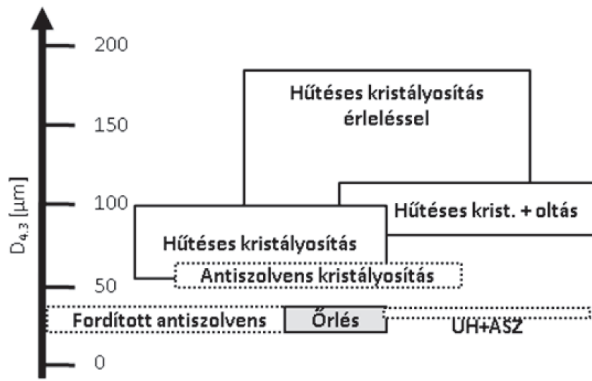 200
Hűtéses kristályosítás
érleléssel
150
D4,3 [µm]
100
Hűtéses krist. + oltás
Hűtéses kristályosítás
Antiszolvens kristályosítás
50
Fordított antiszolvens
Őrlés
UH+ASZ
0